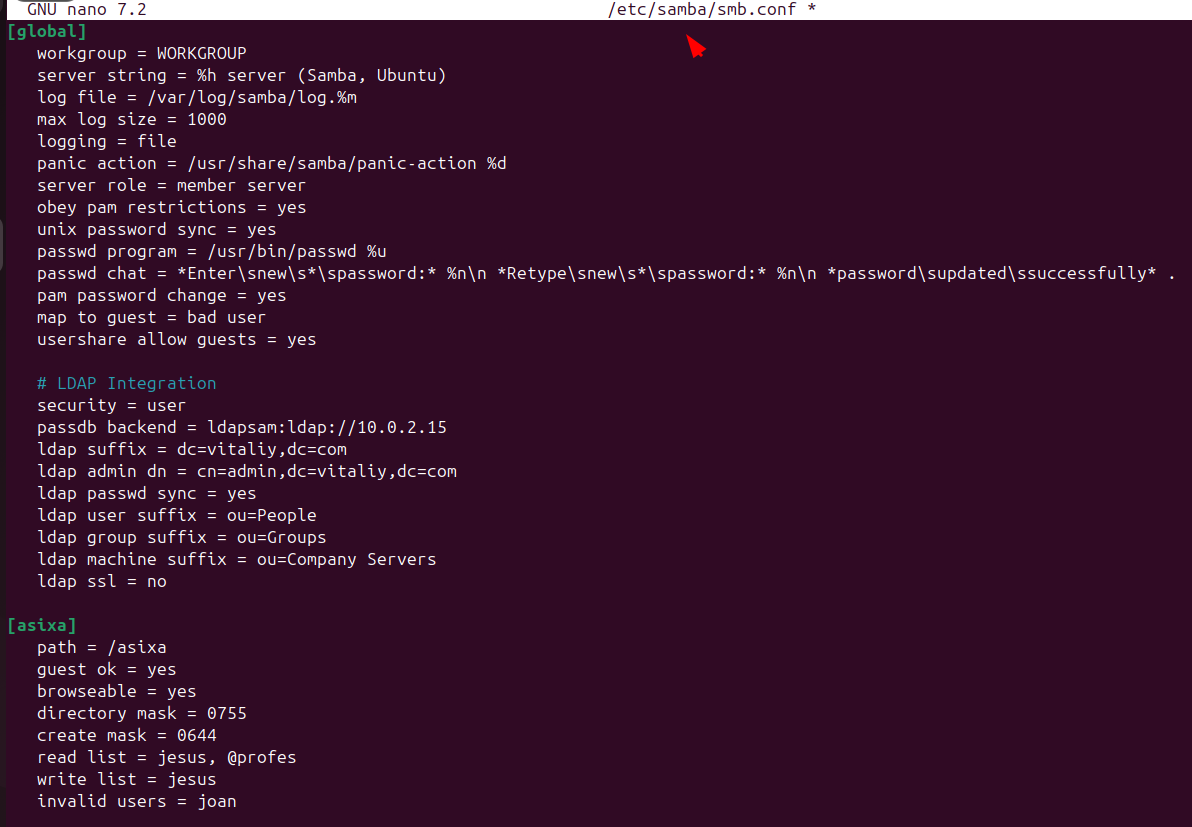 GNU nano 7.2 /etc/samba/smb.conf *
[global]
workgroup = WORKGROUP
server string = %h server (Samba, Ubuntu)
log file = /var/log/samba/log.%m
max log size = 1000
logging = file
panic action = /usr/share/samba/panic-action %d
server role = member server
obey pam restrictions = yes
unix password sync = yes
passwd program = /usr/bin/passwd %u
passwd chat = *Enter\snew\s*\spassword:* %n\n *Retype\snew\s*\spassword:* %n\n *password\supdated\ssuccessfully* .
pam password change = yes
map to guest = bad user
usershare allow guests = yes
# LDAP Integration
security = user
passdb backend = ldapsam:ldap://10.0.2.15
ldap suffix = dc=vitaliy,dc=com
ldap admin dn = cn=admin,dc=vitaliy,dc=com
ldap passwd sync = yes
ldap user suffix = ou=People
ldap group suffix = ou=Groups
ldap machine suffix = ou=Company Servers
ldap ssl = no
[asixa]
path = /asixa
guest ok = yes
browseable = yes
directory mask = 0755
create mask = 0644
read list = jesus, @profes
write list = jesus
invalid users = joan